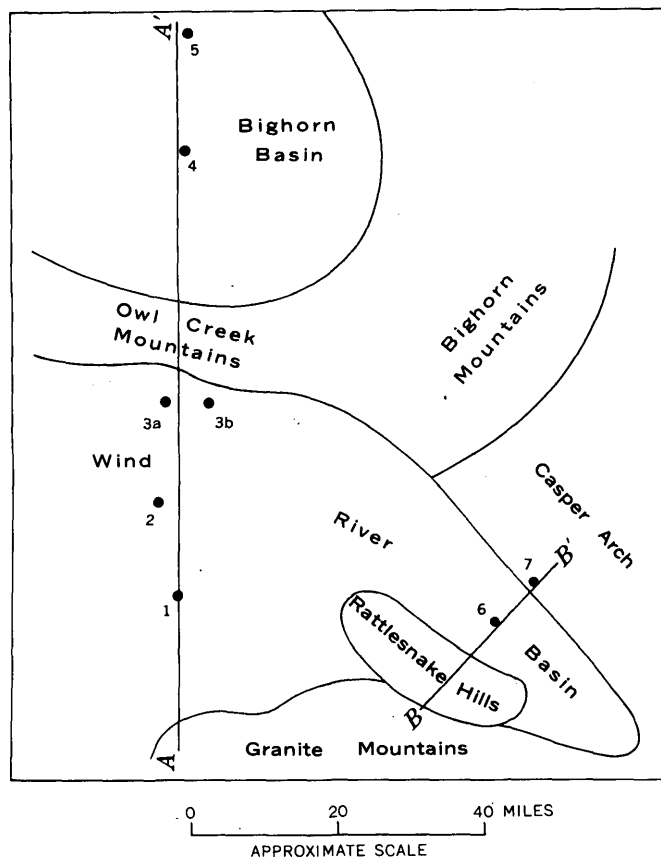 A'
5
Bighorn
Basin
4
Owl Creek
Mountains
Bighorn
Mountains
3a
3b
Wind
2
River
Casper Arch
B'
7
6
1
Rattlesnake
Hills
Basin
B
A
Granite Mountains
0 20 40 MILES
APPROXIMATE SCALE